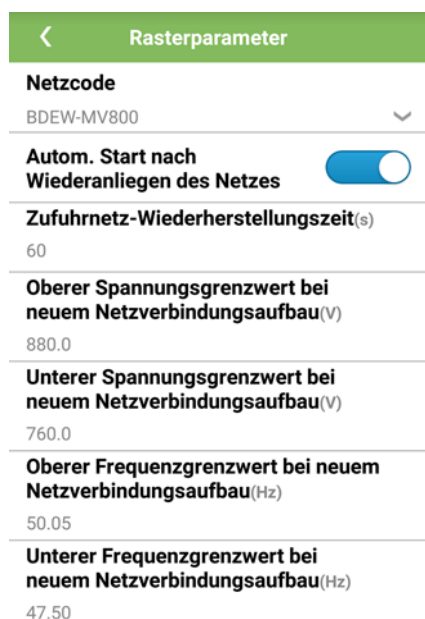 Rasterparameter
Netzcode
BDEW-MV800
Autom. Start nach
Wiederanliegen des Netzes
Zufuhrnetz-Wiederherstellungszeit(s)
60
Oberer Spannungsgrenzwert bei
neuem Netzverbindungsaufbau(V)
880.0
Unterer Spannungsgrenzwert bei
neuem Netzverbindungsaufbau(V)
760.0
Oberer Frequenzgrenzwert bei neuem
Netzverbindungsaufbau(Hz)
50.05
Unterer Frequenzgrenzwert bei
neuem Netzverbindungsaufbau(Hz)
47.50